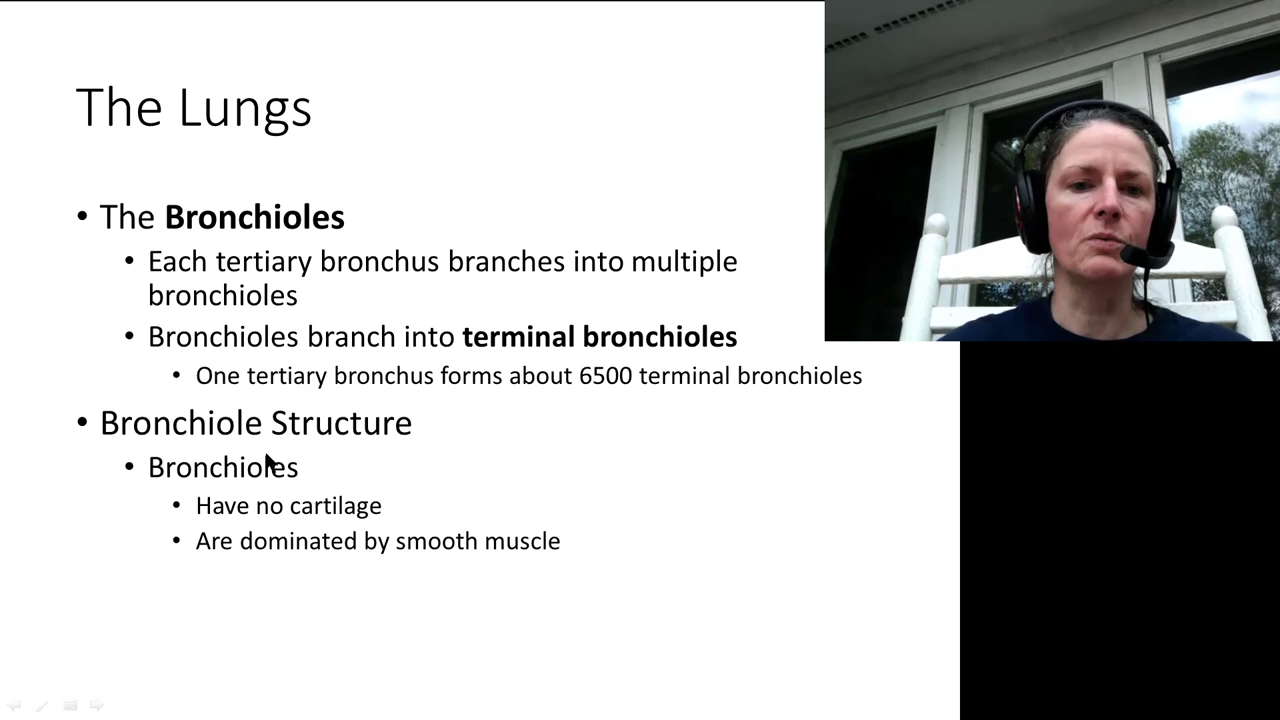 The Lungs
• The Bronchioles
• Each tertiary bronchus branches into multiple
bronchioles
• Bronchioles branch into terminal bronchioles
• One tertiary bronchus forms about 6500 terminal bronchioles
• Bronchiole Structure
• Bronchioles
• Have no cartilage
• Are dominated by smooth muscle